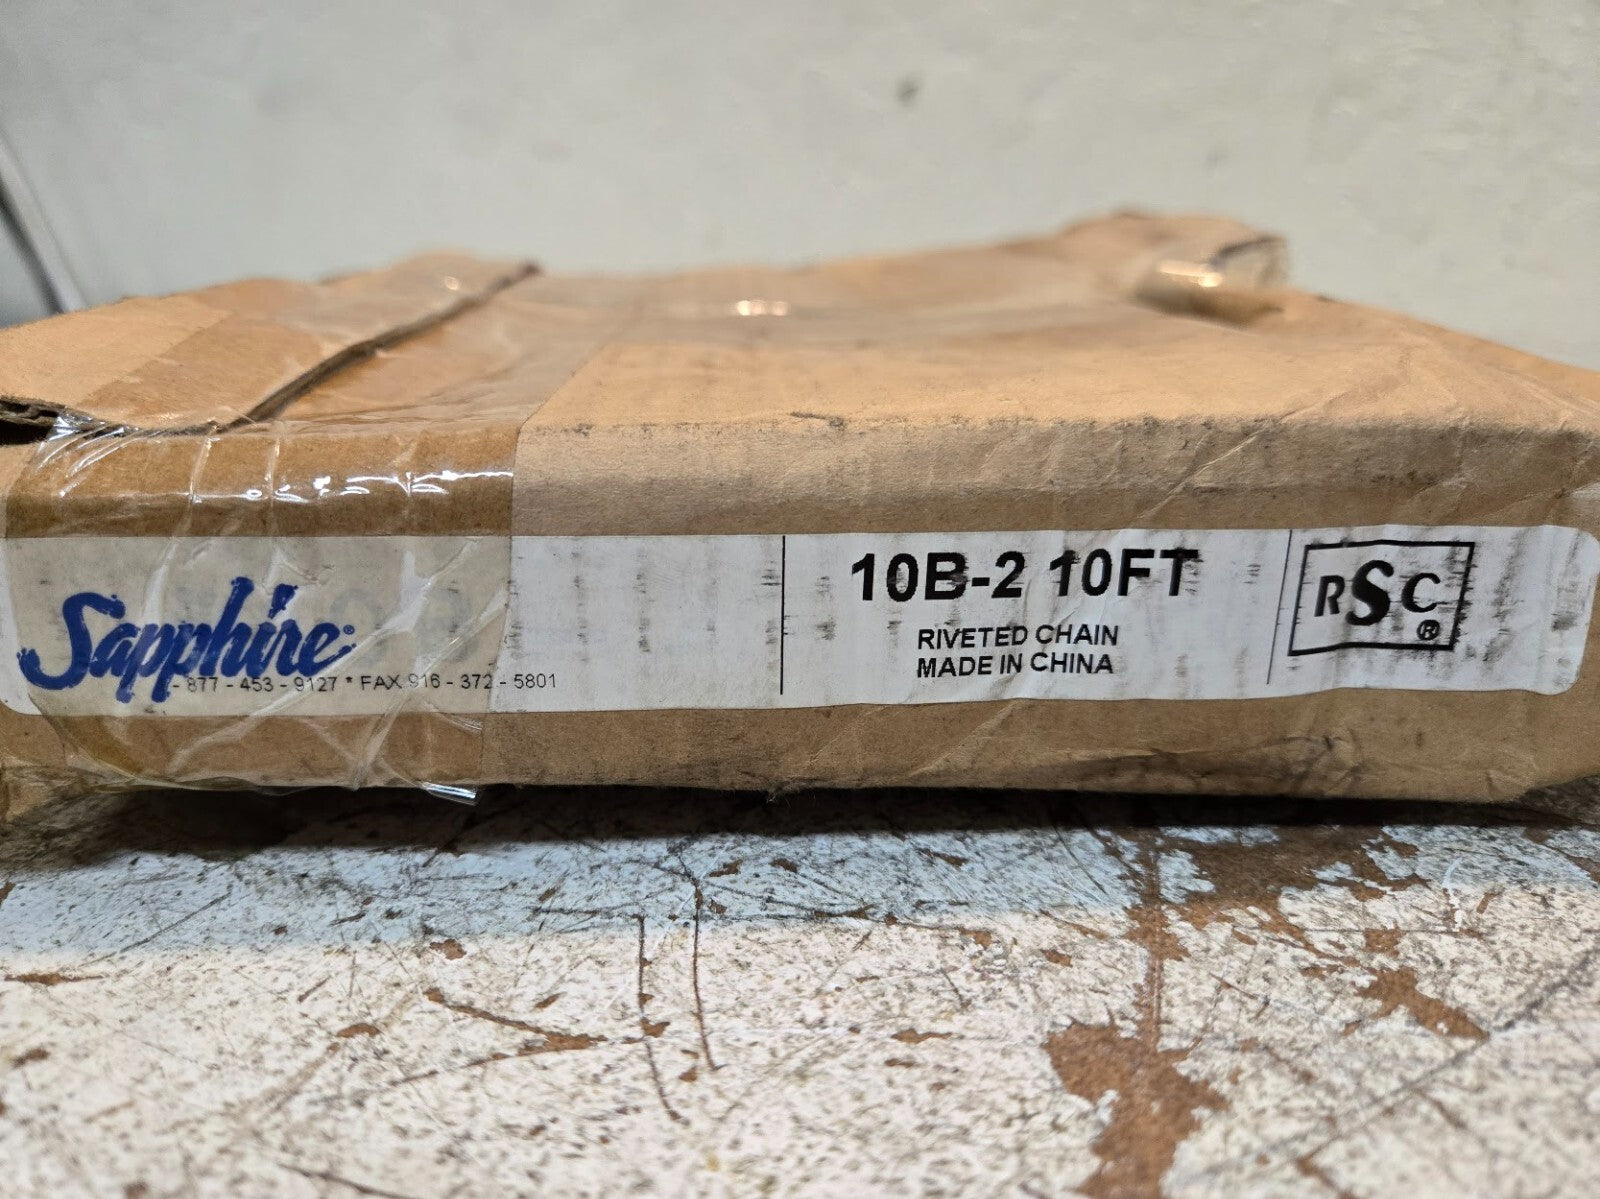 Sapphire
- 877 - 453 - 9127 * FAX 916 - 372 - 5801
10B-2 10FT
RIVETED CHAIN
MADE IN CHINA
RSC®